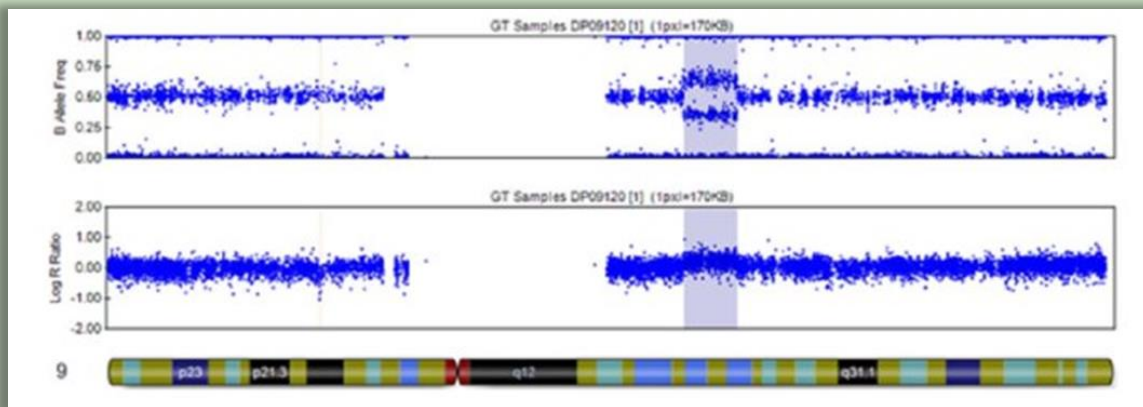 GT Samples DP09120 [1] (1pxl=170KB)
1.00
0.75
0.50
0.25
0.00
B Allele Freq
GT Samples DP09120 [1] (1pxl=170KB)
2.00
1.00
0.00
-1.00
-2.00
Log R Ratio
9 p23 p21.3 q12 q31.1